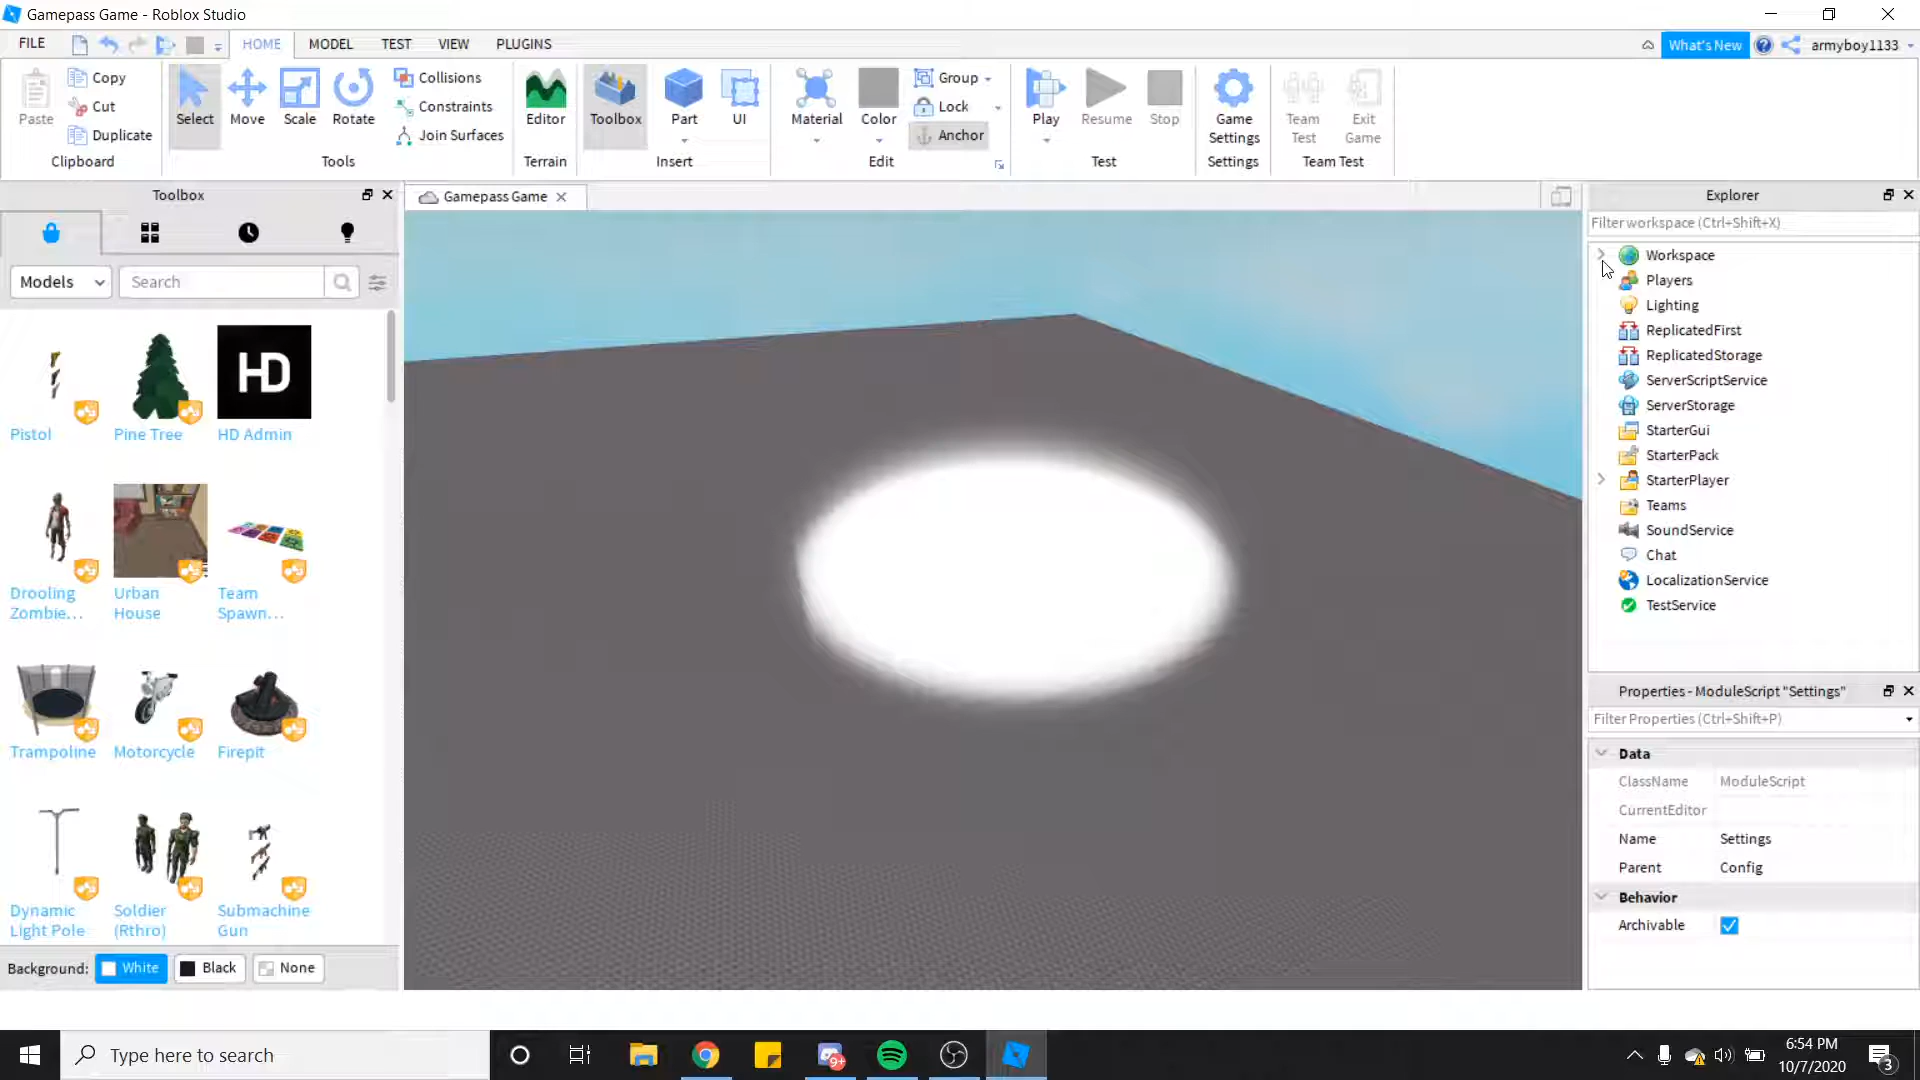 Gamepass Game - Roblox Studio
FILE
HOME
MODEL
TEST
VIEW
PLUGINS
What's New
armyboy1133
Paste
Copy
Cut
Duplicate
Clipboard
Select
Move
Scale
Rotate
Collisions
Constraints
Join Surfaces
Tools
Editor
Terrain
Toolbox
Part
UI
Insert
Material
Color
Group
Lock
Anchor
Edit
Play
Resume
Stop
Test
Game
Settings
Settings
Team
Test
Exit
Game
Team Test
Toolbox
Models
Search
HD
Pistol
Pine Tree
HD Admin
Drooling
Zombie...
Urban
House
Team
Spawn...
Trampoline
Motorcycle
Firepit
Dynamic
Light Pole
Soldier
(Rthro)
Submachine
Gun
Background:
White
Black
None
Gamepass Game
Explorer
Filter workspace (Ctrl+Shift+X)
Workspace
Players
Lighting
ReplicatedFirst
ReplicatedStorage
ServerScriptService
ServerStorage
StarterGui
StarterPack
StarterPlayer
Teams
SoundService
Chat
LocalizationService
TestService
Properties - ModuleScript "Settings"
Filter Properties (Ctrl+Shift+P)
Data
ClassName ModuleScript
CurrentEditor
Name Settings
Parent Config
Behavior
Archivable
Type here to search
9+
6:54 PM
10/7/2020
3